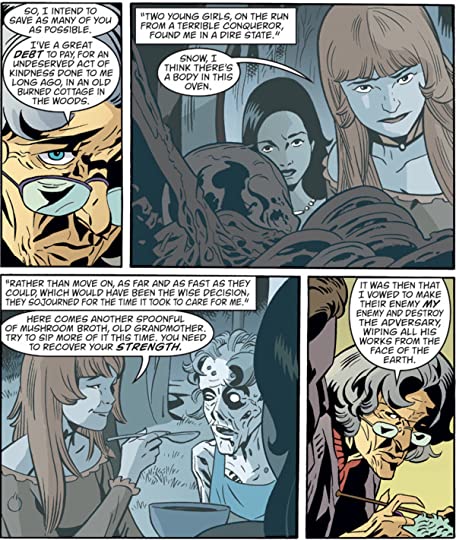 SO, I INTEND TO
SAVE AS MANY OF YOU
AS POSSIBLE.
I'VE A GREAT
DEBT TO PAY, FOR AN
UNDESERVED ACT OF
KINDNESS DONE TO ME
LONG AGO, IN AN OLD
BURNED COTTAGE IN
THE WOODS.
"TWO YOUNG GIRLS, ON THE RUN
FROM A TERRIBLE CONQUEROR,
FOUND ME IN A DIRE STATE."
SNOW, I
THINK THERE'S
A BODY IN THIS
OVEN.
"RATHER THAN MOVE ON, AS FAR AND AS FAST AS THEY
COULD, WHICH WOULD HAVE BEEN THE WISE DECISION,
THEY SOJOURNED FOR THE TIME IT TOOK TO CARE FOR ME."
HERE COMES ANOTHER SPOONFUL
OF MUSHROOM BROTH, OLD GRANDMOTHER.
TRY TO SIP MORE OF IT THIS TIME. YOU NEED
TO RECOVER YOUR STRENGTH.
IT WAS THEN THAT
I VOWED TO MAKE
THEIR ENEMY MY
ENEMY AND DESTROY
THE ADVERSARY,
WIPING ALL HIS
WORKS FROM THE
FACE OF THE
EARTH.